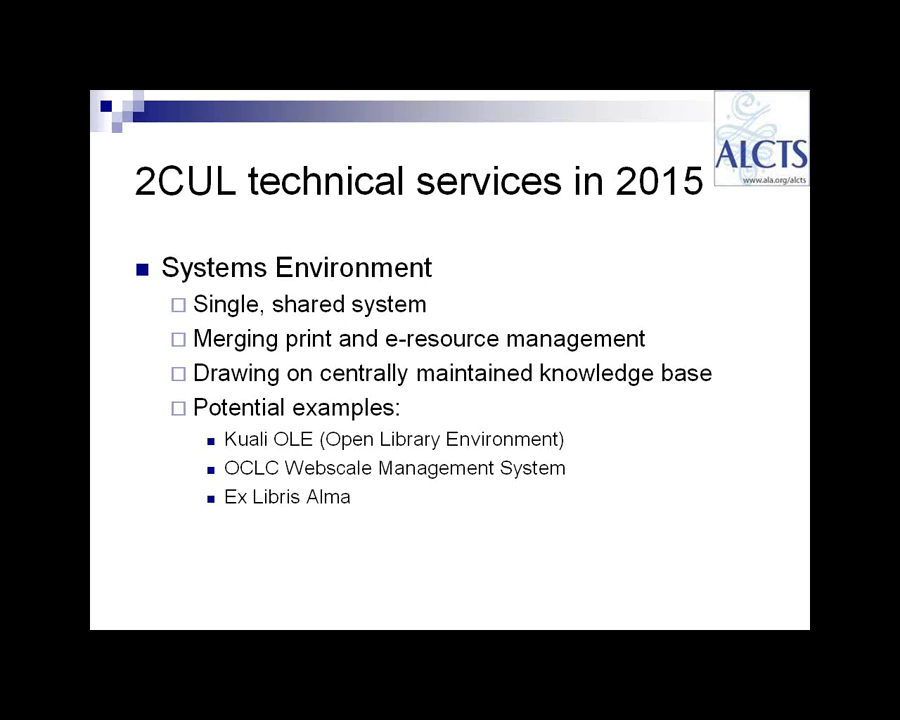 ALCTS
www.ala.org/alcts
2CUL technical services in 2015
Systems Environment
Single, shared system
Merging print and e-resource management
Drawing on centrally maintained knowledge base
Potential examples:
Kuali OLE (Open Library Environment)
OCLC Webscale Management System
Ex Libris Alma